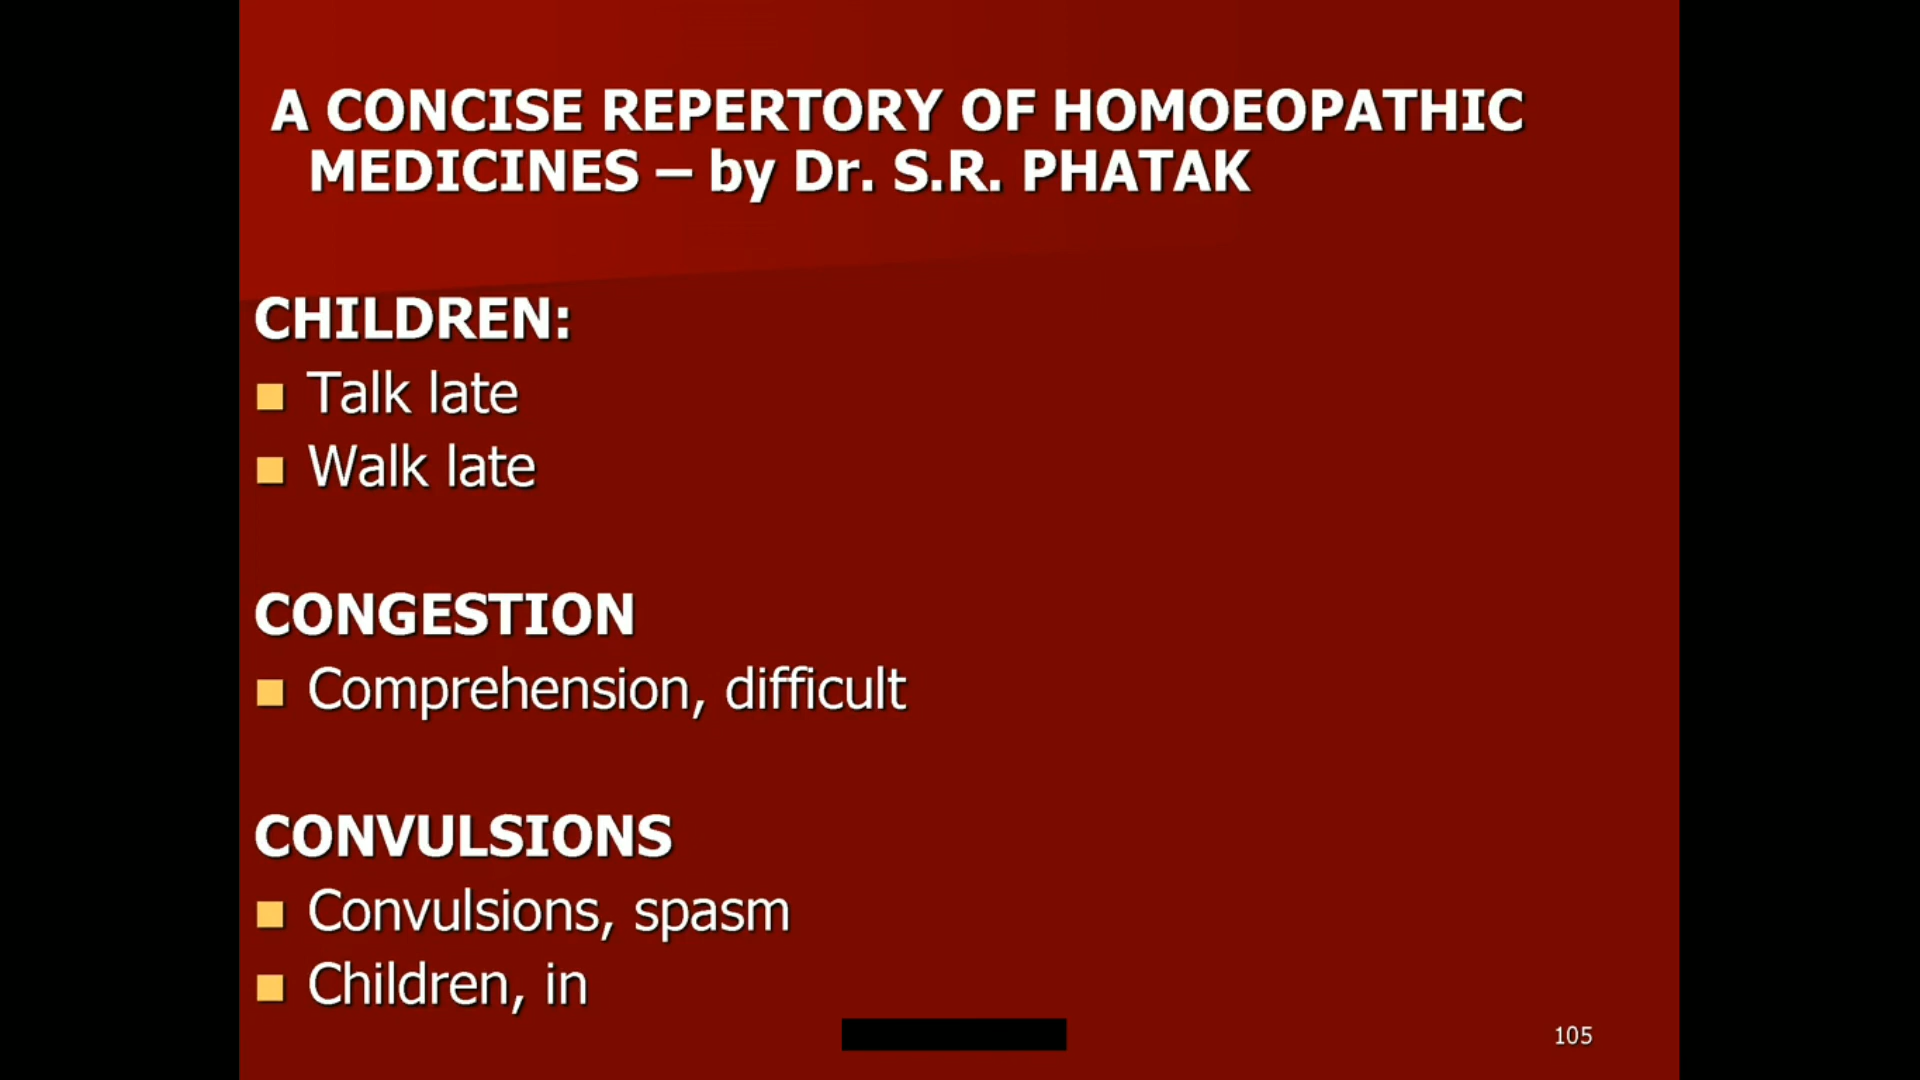 A CONCISE REPERTORY OF HOMOEOPATHIC
MEDICINES – by Dr. S.R. PHATAK
CHILDREN:
Talk late
Walk late
CONGESTION
Comprehension, difficult
CONVULSIONS
Convulsions, spasm
Children, in
105